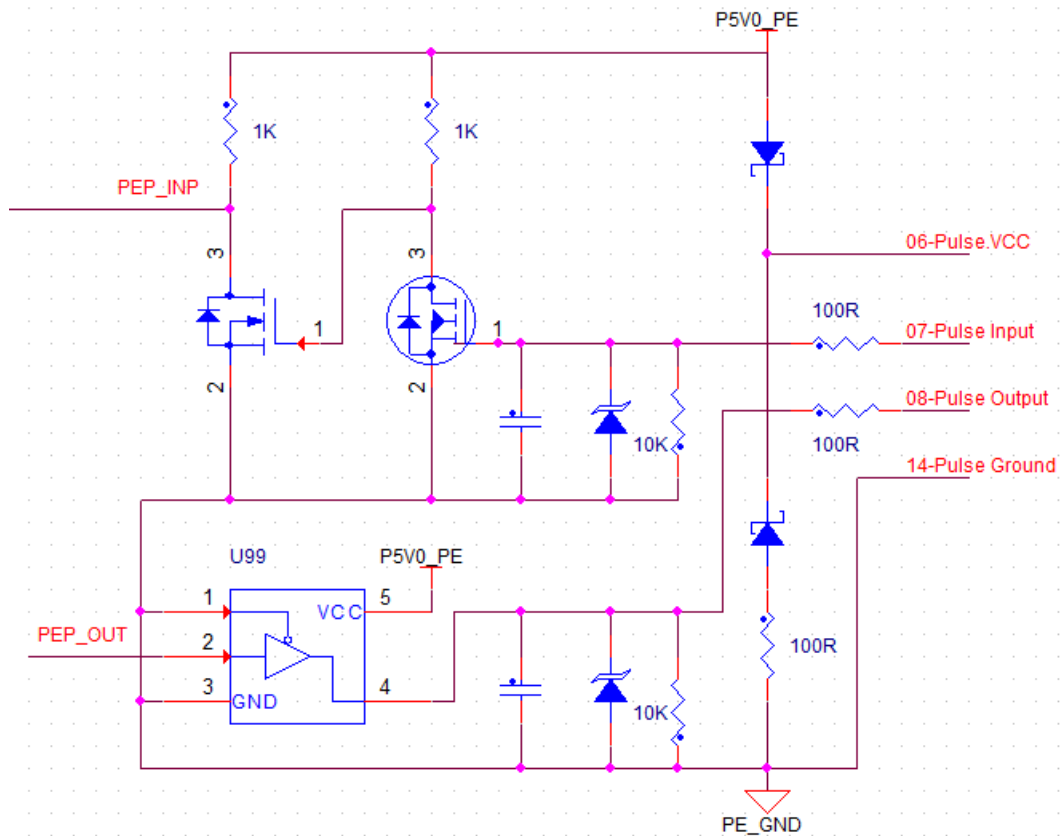 P5V0_PE
1K
1K
PEP_INP
3
3
06-Pulse.VCC
100R
1
1
07-Pulse Input
2
2
08-Pulse Output
10K
100R
14-Pulse Ground
U99
P5V0_PE
1
VCC
5
PEP_OUT
2
100R
3
GND
4
10K
PE_GND